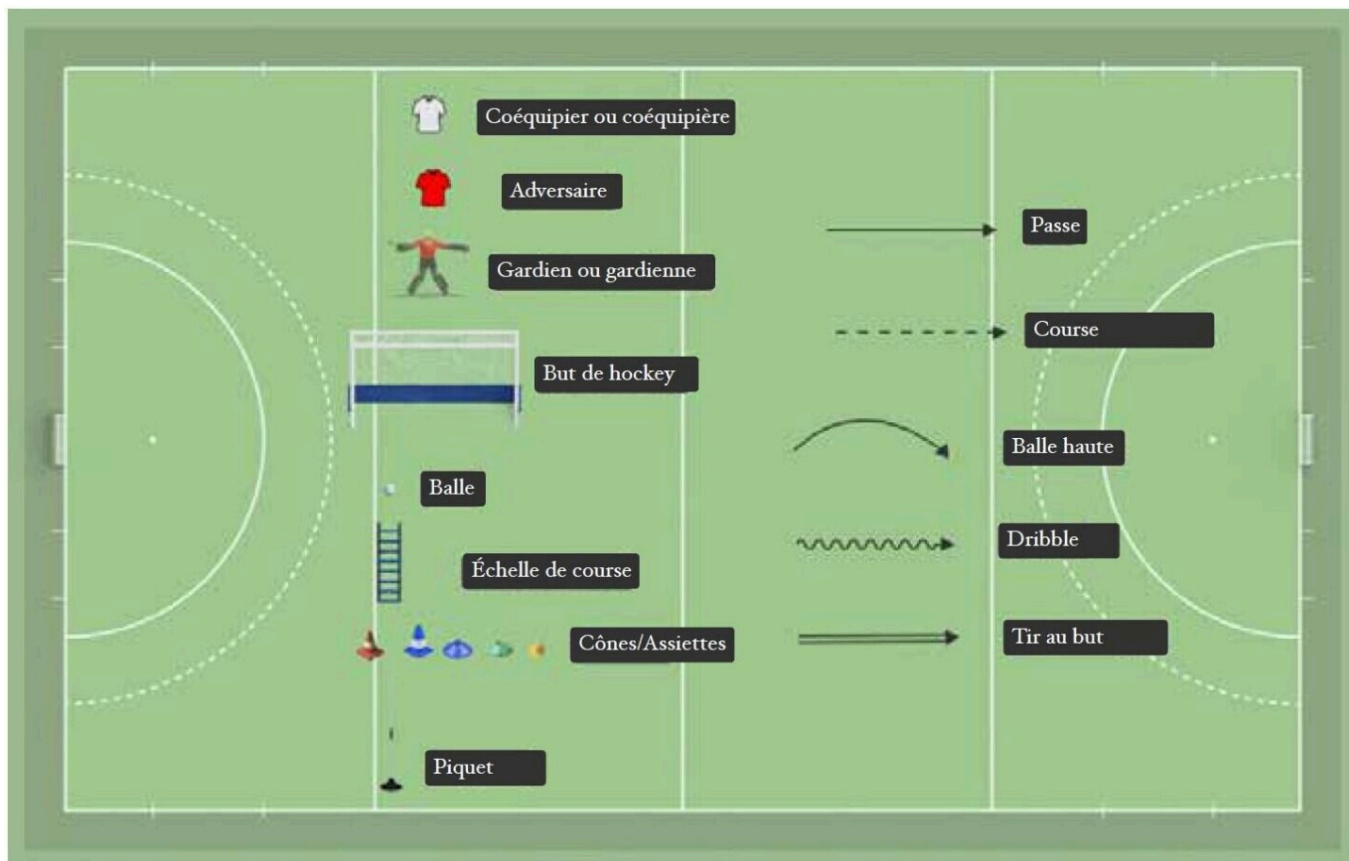 Coéquipier ou coéquipière
Adversaire
Gardien ou gardienne
But de hockey
Balle
Échelle de course
Cônes/Assiettes
Piquet
Passe
Course
Balle haute
Dribble
Tir au but